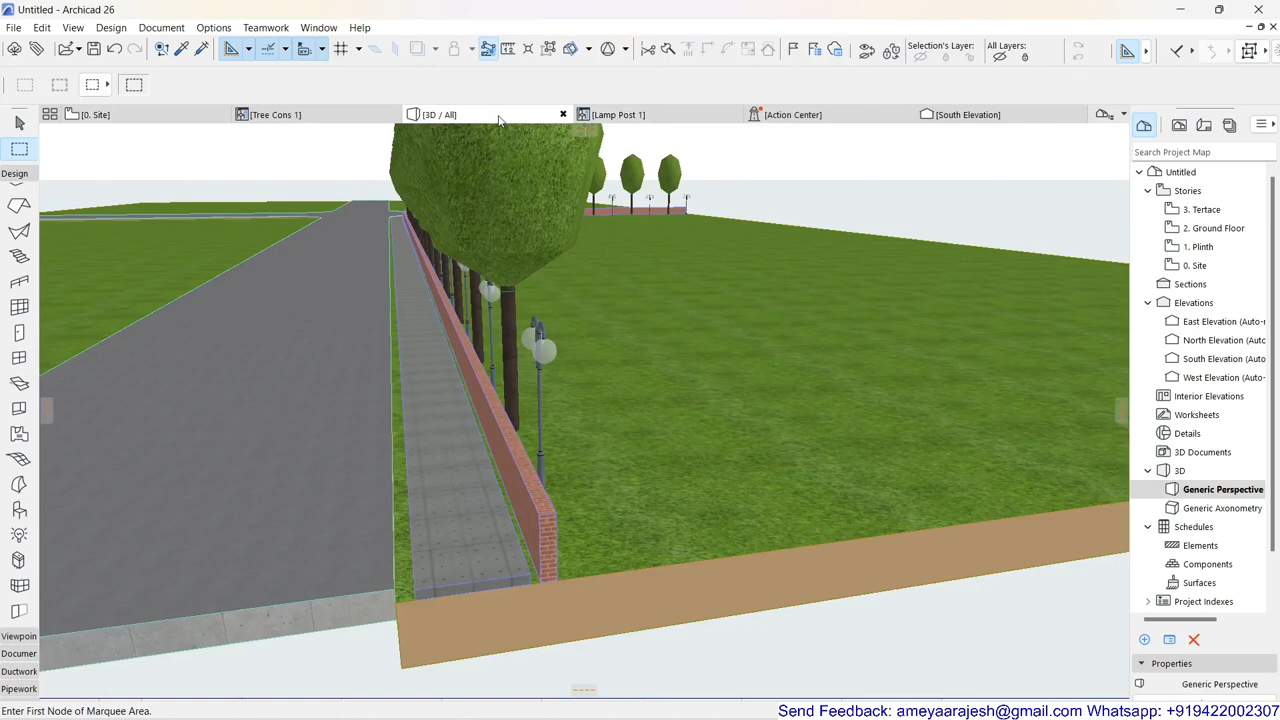 Untitled - Archicad 26
File Edit View Design Document Options Teamwork Window Help
Selection's Layer:
All Layers:
[0. Site]
[Tree Cons 1]
[3D / All]
[Lamp Post 1]
[Action Center]
[South Elevation]
Design
Viewpoin
Documer
Ductwork
Pipework
Search Project Map
Untitled
Stories
3. Tertace
2. Ground Floor
1. Plinth
0. Site
Sections
Elevations
East Elevation (Auto-r
North Elevation (Auto
South Elevation (Auto-
West Elevation (Auto-
Interior Elevations
Worksheets
Details
3D Documents
3D
Generic Perspective
Generic Axonometry
Schedules
Elements
Components
Surfaces
Project Indexes
Properties
Generic Perspective
Enter First Node of Marquee Area.
Send Feedback: ameyaarajesh@gmail.com Whatsapp: +919422002307